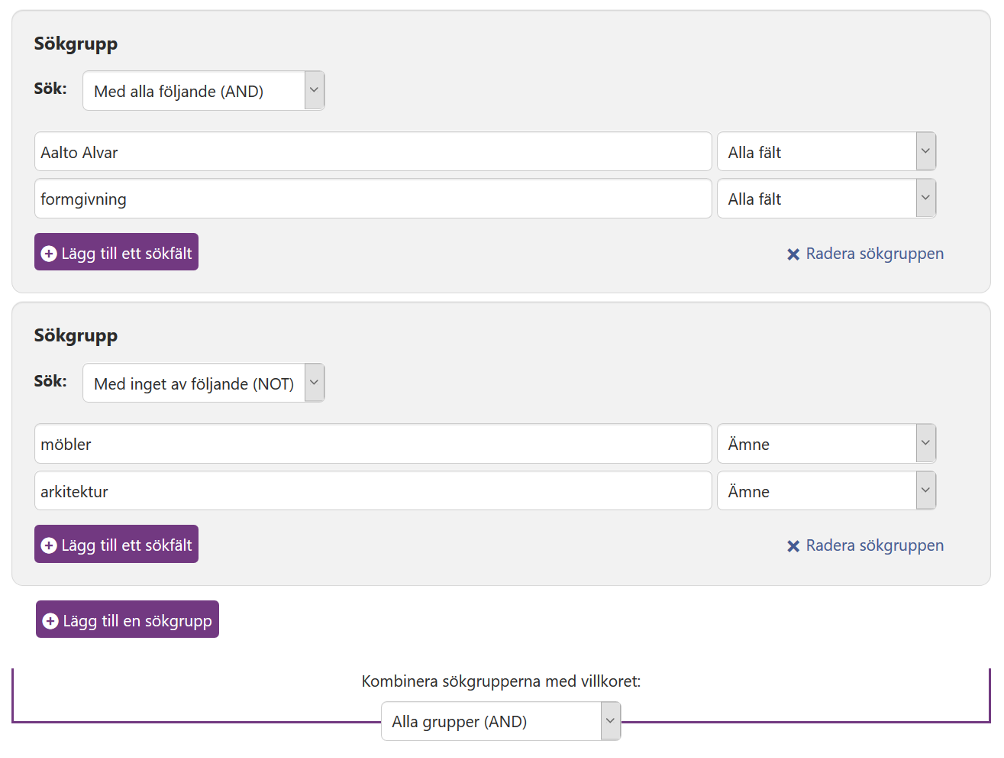 Sökgrupp
Sök: Med alla följande (AND)
Aalto Alvar Alla fält
formgivning Alla fält
Lägg till ett sökfält Radera sökgruppen
Sökgrupp
Sök: Med inget av följande (NOT)
möbler Ämne
arkitektur Ämne
Lägg till ett sökfält Radera sökgruppen
Lägg till en sökgrupp
Kombinera sökgrupperna med villkoret:
Alla grupper (AND)